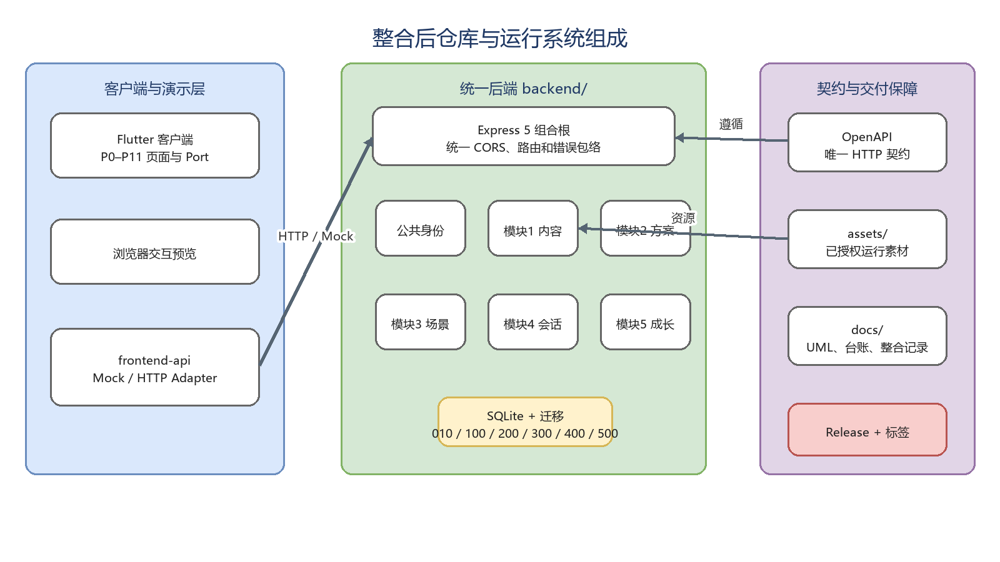 整合后仓库与运行系统组成
客户端与演示层
Flutter 客户端
P0–P11 页面与 Port
浏览器交互预览
frontend-api
Mock / HTTP Adapter
HTTP / Mock
统一后端 backend/
Express 5 组合根
统一 CORS、路由和错误包络
公共身份
模块1 内容
模块2 方案
模块3 场景
模块4 会话
模块5 成长
SQLite + 迁移
010 / 100 / 200 / 300 / 400 / 500
遵循
资源
契约与交付保障
OpenAPI
唯一 HTTP 契约
assets/
已授权运行素材
docs/
UML、台账、整合记录
Release + 标签